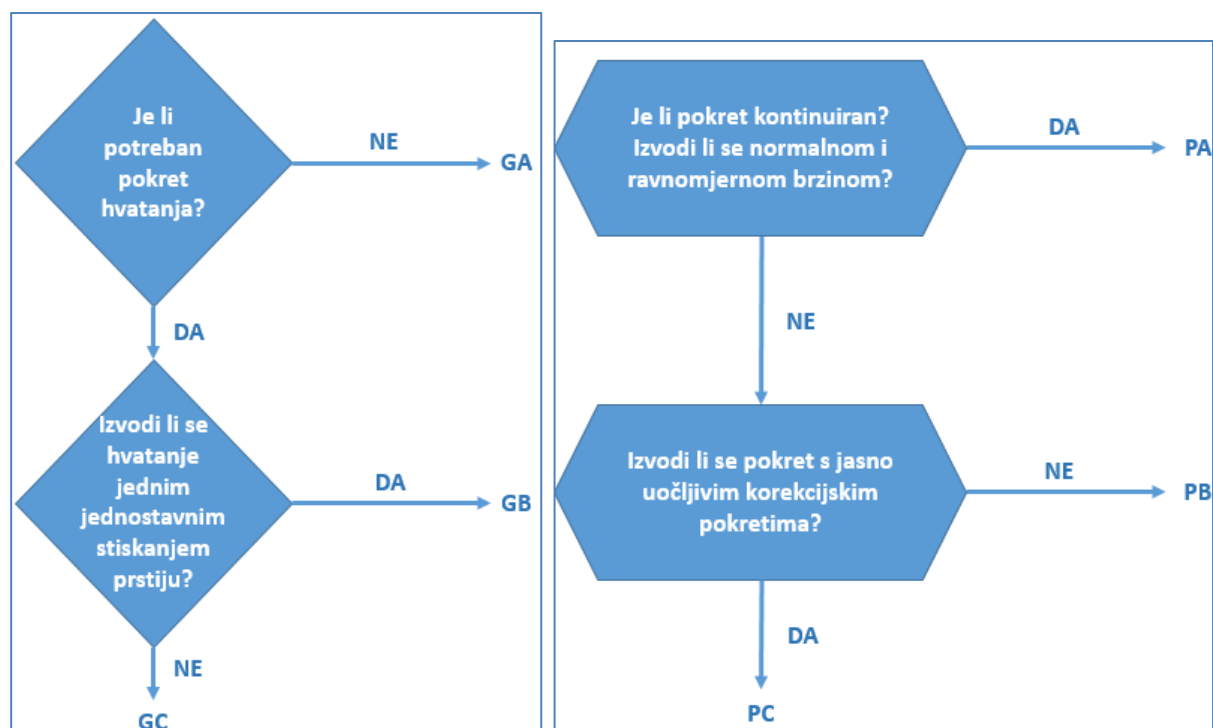 Je li
potreban
pokret
hvatanja?
NE
GA
DA
Izvodi li se
hvatanje
jednim
jednostavnim
stiskanjem
prstiju?
DA
GB
NE
GC
Je li pokret kontinuiran?
Izvodi li se normalnom i
ravnomjernom brzinom?
DA
PA
NE
Izvodi li se pokret s jasno
uočljivim korekcijskim
pokretima?
NE
PB
DA
PC